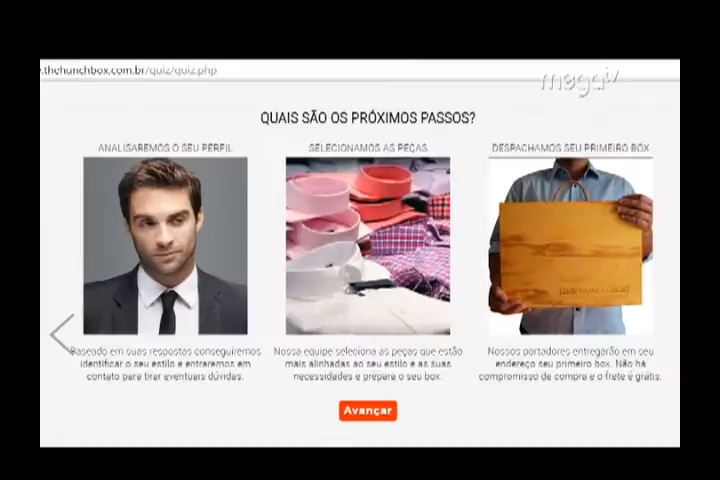 .thehunchbox.com.br/quiz/quiz.php
megatv
QUAIS SÃO OS PRÓXIMOS PASSOS?
ANALISAREMOS O SEU PERFIL
SELECIONAMOS AS PEÇAS
DESPACHAMOS SEU PRIMEIRO BOX
Baseado em suas respostas conseguiremos
identificar o seu estilo e entraremos em
contato para tirar eventuais dúvidas.
Nossa equipe seleciona as peças que estão
mais alinhadas ao seu estilo e as suas
necessidades e prepara o seu box.
Nossos portadores entregarão em seu
endereço seu primeiro box. Não há
compromisso de compra e o frete é grátis.
Avançar